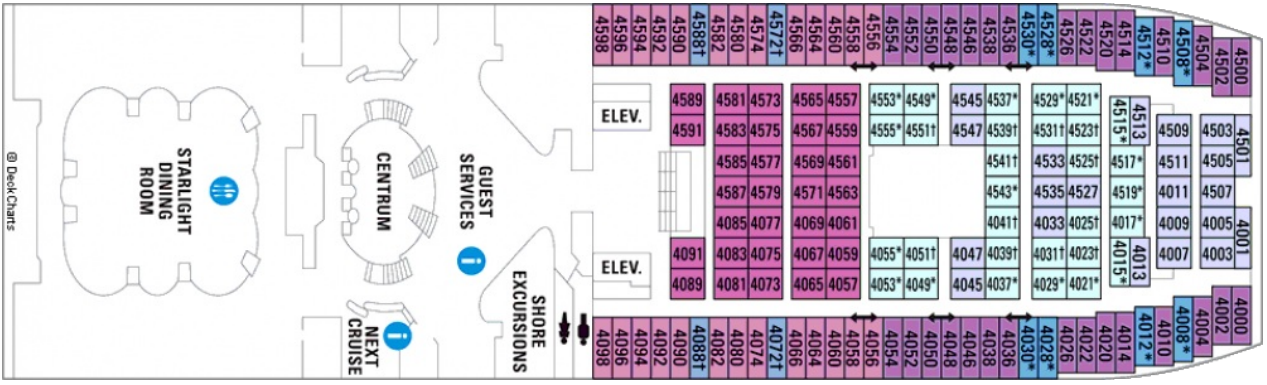 4598 4596 4594 4592 4590 4588† 4582 4580 4574 4572† 4566 4564 4560 4558 4556 4554 4552 4550 4548 4546 4538 4536 4530* 4528* 4526 4522 4520 4514 4512* 4510 4508* 4504 4502 4500
ELEV.
4589 4581 4573 4565 4557 4553* 4549* 4545 4537* 4529* 4521* 4515* 4513
4591 4583 4575 4567 4559 4555* 4551† 4547 4539† 4531† 4523† 4509 4503 4501
4585 4577 4569 4561 4541† 4533 4525† 4517* 4511 4505
4587 4579 4571 4563 4543* 4535 4527 4519* 4011 4507
4085 4077 4069 4061 4041† 4033 4025† 4017* 4009 4005 4001
ELEV.
4091 4083 4075 4067 4059 4055* 4051† 4047 4039† 4031† 4023† 4015* 4013 4007 4003
4089 4081 4073 4065 4057 4053* 4049* 4045 4037* 4029* 4021*
4098 4096 4094 4092 4090 4088† 4082 4080 4074 4072† 4066 4064 4060 4058 4056 4054 4052 4050 4048 4046 4038 4036 4030* 4028* 4026 4022 4020 4014 4012* 4010 4008* 4004 4002 4000
@ DeckCharts
STARLIGHT
DINING
ROOM
CENTRUM
GUEST
SERVICES
i
NEXT
CRUISE
i
SHORE
EXCURSIONS